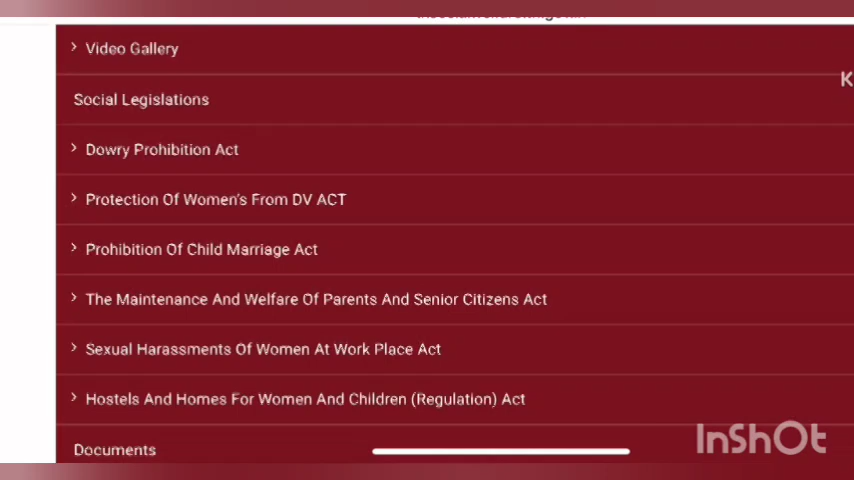 Video Gallery
Social Legislations
Dowry Prohibition Act
Protection Of Women's From DV ACT
Prohibition Of Child Marriage Act
The Maintenance And Welfare Of Parents And Senior Citizens Act
Sexual Harassments Of Women At Work Place Act
Hostels And Homes For Women And Children (Regulation) Act
Documents
K
InShOt